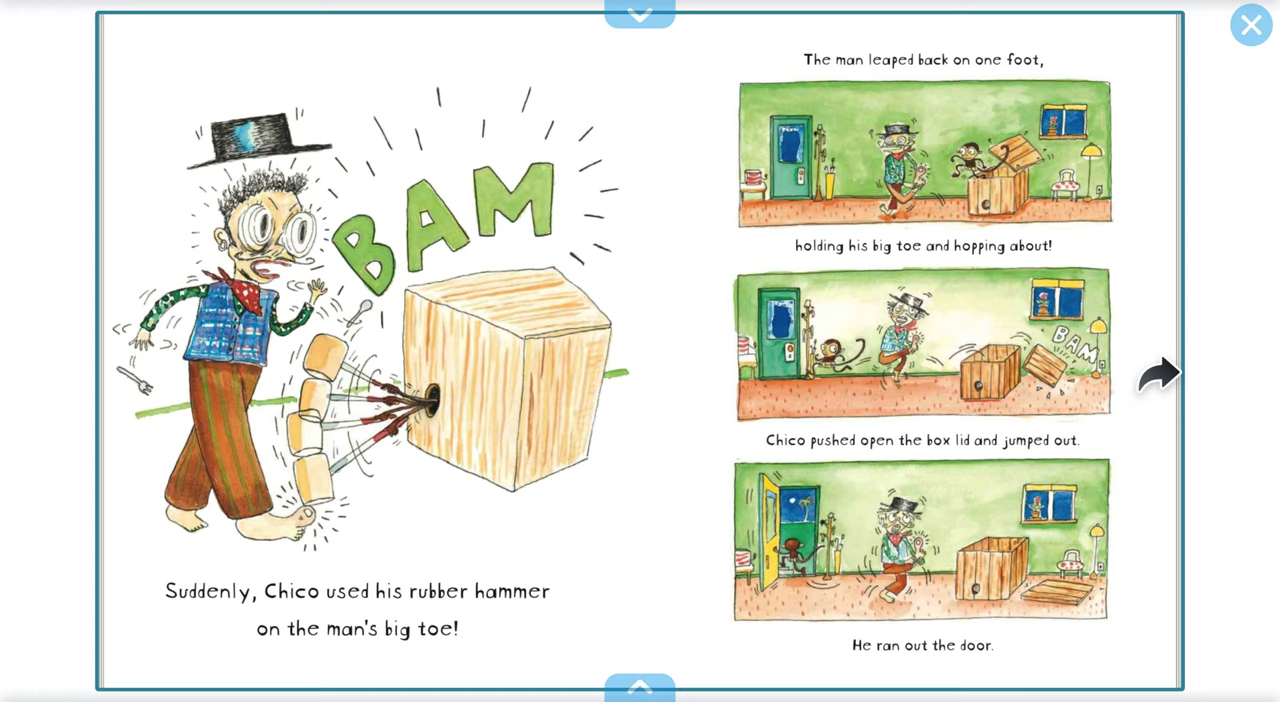 BAM
Suddenly, Chico used his rubber hammer
on the man's big toe!
The man leaped back on one foot,
holding his big toe and hopping about!
BAM
Chico pushed open the box lid and jumped out.
He ran out the door.